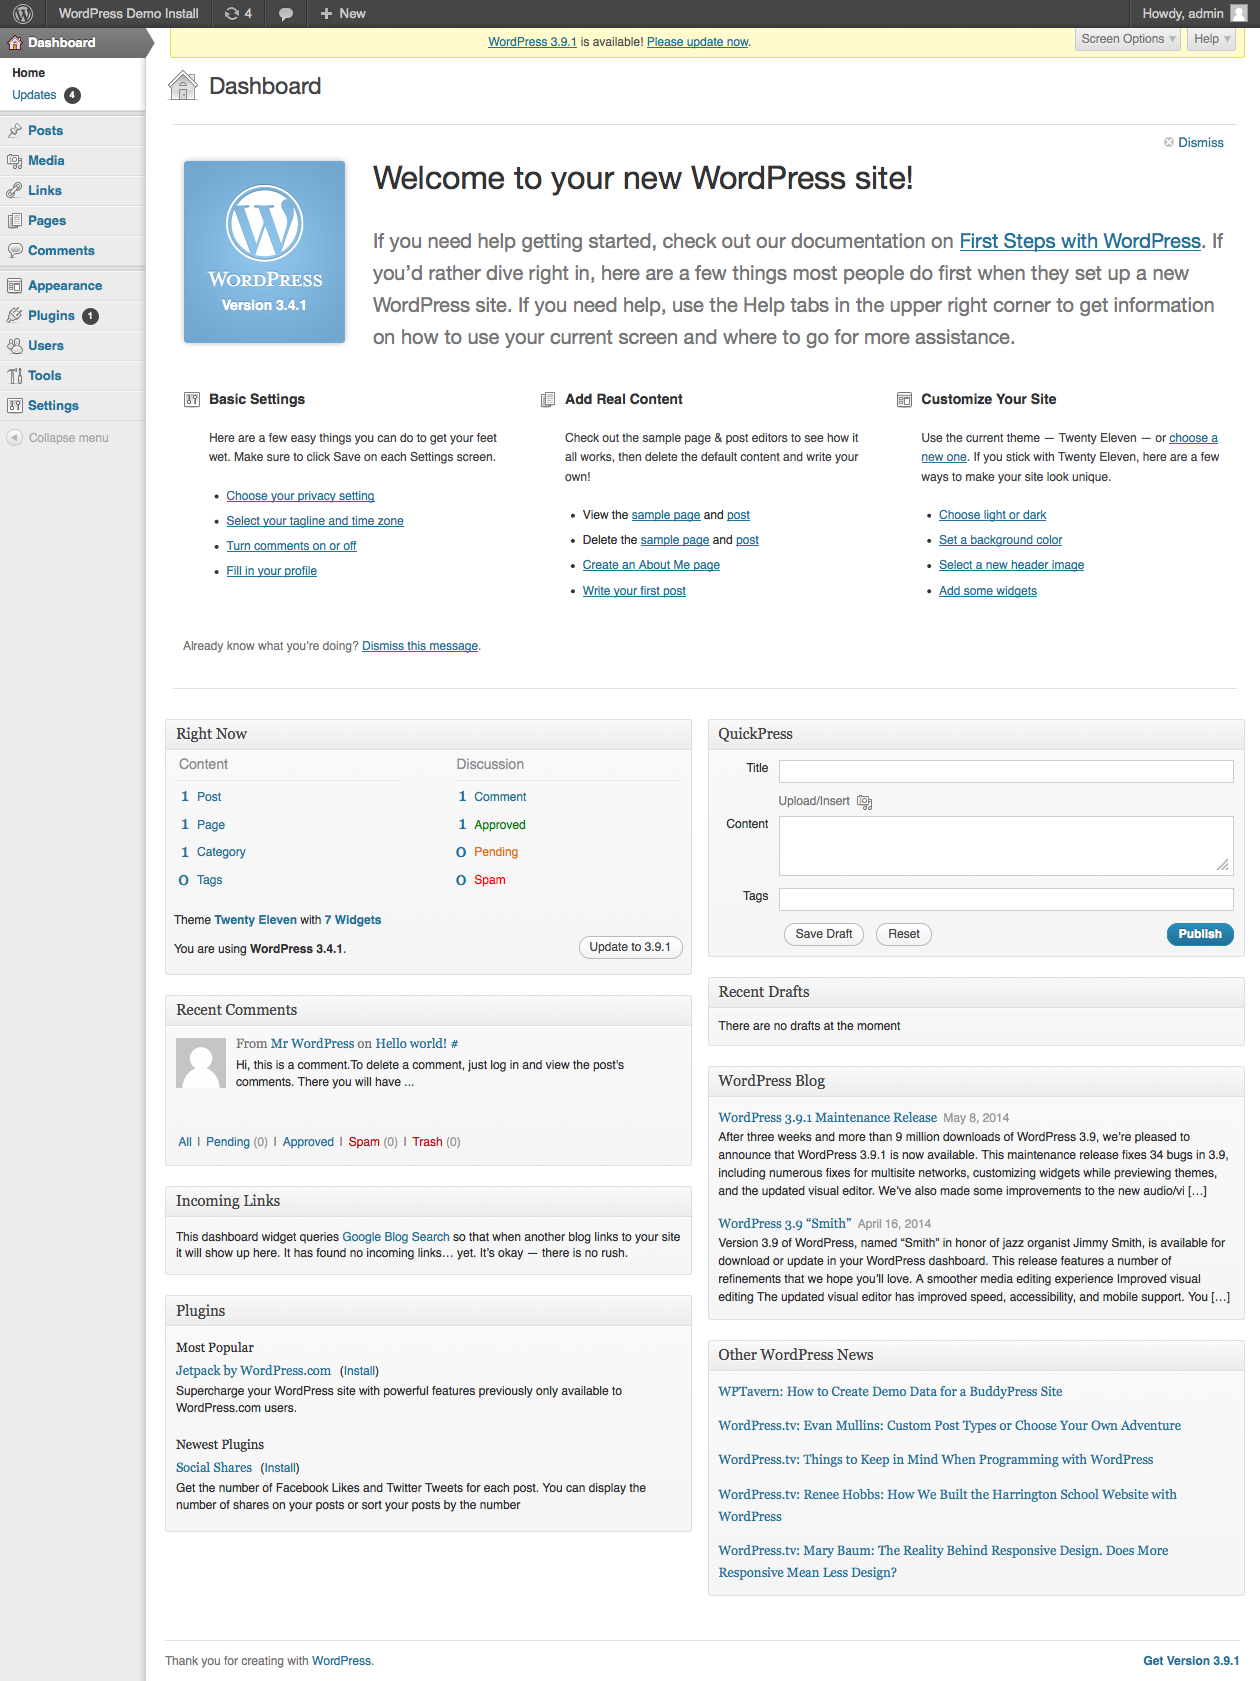 WordPress Demo Install 4 New Howdy, admin
Dashboard
Home
Updates 4
Posts
Media
Links
Pages
Comments
Appearance
Plugins 1
Users
Tools
Settings
Collapse menu
WordPress 3.9.1 is available! Please update now.
Screen Options Help
Dashboard
Dismiss
WORDPRESS
Version 3.4.1
Welcome to your new WordPress site!
If you need help getting started, check out our documentation on First Steps with WordPress. If
you’d rather dive right in, here are a few things most people do first when they set up a new
WordPress site. If you need help, use the Help tabs in the upper right corner to get information
on how to use your current screen and where to go for more assistance.
Basic Settings
Here are a few easy things you can do to get your feet
wet. Make sure to click Save on each Settings screen.
• Choose your privacy setting
• Select your tagline and time zone
• Turn comments on or off
• Fill in your profile
Add Real Content
Check out the sample page & post editors to see how it
all works, then delete the default content and write your
own!
• View the sample page and post
• Delete the sample page and post
• Create an About Me page
• Write your first post
Customize Your Site
Use the current theme — Twenty Eleven — or choose a
new one. If you stick with Twenty Eleven, here are a few
ways to make your site look unique.
• Choose light or dark
• Set a background color
• Select a new header image
• Add some widgets
Already know what you’re doing? Dismiss this message.
Right Now
Content
1 Post
1 Page
1 Category
0 Tags
Discussion
1 Comment
1 Approved
0 Pending
0 Spam
Theme Twenty Eleven with 7 Widgets
You are using WordPress 3.4.1.
Update to 3.9.1
Recent Comments
From Mr WordPress on Hello world! #
Hi, this is a comment.To delete a comment, just log in and view the post's
comments. There you will have ...
All | Pending (0) | Approved | Spam (0) | Trash (0)
Incoming Links
This dashboard widget queries Google Blog Search so that when another blog links to your site
it will show up here. It has found no incoming links… yet. It’s okay — there is no rush.
Plugins
Most Popular
Jetpack by WordPress.com (Install)
Supercharge your WordPress site with powerful features previously only available to
WordPress.com users.
Newest Plugins
Social Shares (Install)
Get the number of Facebook Likes and Twitter Tweets for each post. You can display the
number of shares on your posts or sort your posts by the number
QuickPress
Title
Upload/Insert
Content
Tags
Save Draft Reset Publish
Recent Drafts
There are no drafts at the moment
WordPress Blog
WordPress 3.9.1 Maintenance Release May 8, 2014
After three weeks and more than 9 million downloads of WordPress 3.9, we’re pleased to
announce that WordPress 3.9.1 is now available. This maintenance release fixes 34 bugs in 3.9,
including numerous fixes for multisite networks, customizing widgets while previewing themes,
and the updated visual editor. We’ve also made some improvements to the new audio/vi […]
WordPress 3.9 “Smith” April 16, 2014
Version 3.9 of WordPress, named “Smith” in honor of jazz organist Jimmy Smith, is available for
download or update in your WordPress dashboard. This release features a number of
refinements that we hope you’ll love. A smoother media editing experience Improved visual
editing The updated visual editor has improved speed, accessibility, and mobile support. You […]
Other WordPress News
WPTavern: How to Create Demo Data for a BuddyPress Site
WordPress.tv: Evan Mullins: Custom Post Types or Choose Your Own Adventure
WordPress.tv: Things to Keep in Mind When Programming with WordPress
WordPress.tv: Renee Hobbs: How We Built the Harrington School Website with
WordPress
WordPress.tv: Mary Baum: The Reality Behind Responsive Design. Does More
Responsive Mean Less Design?
Thank you for creating with WordPress.
Get Version 3.9.1